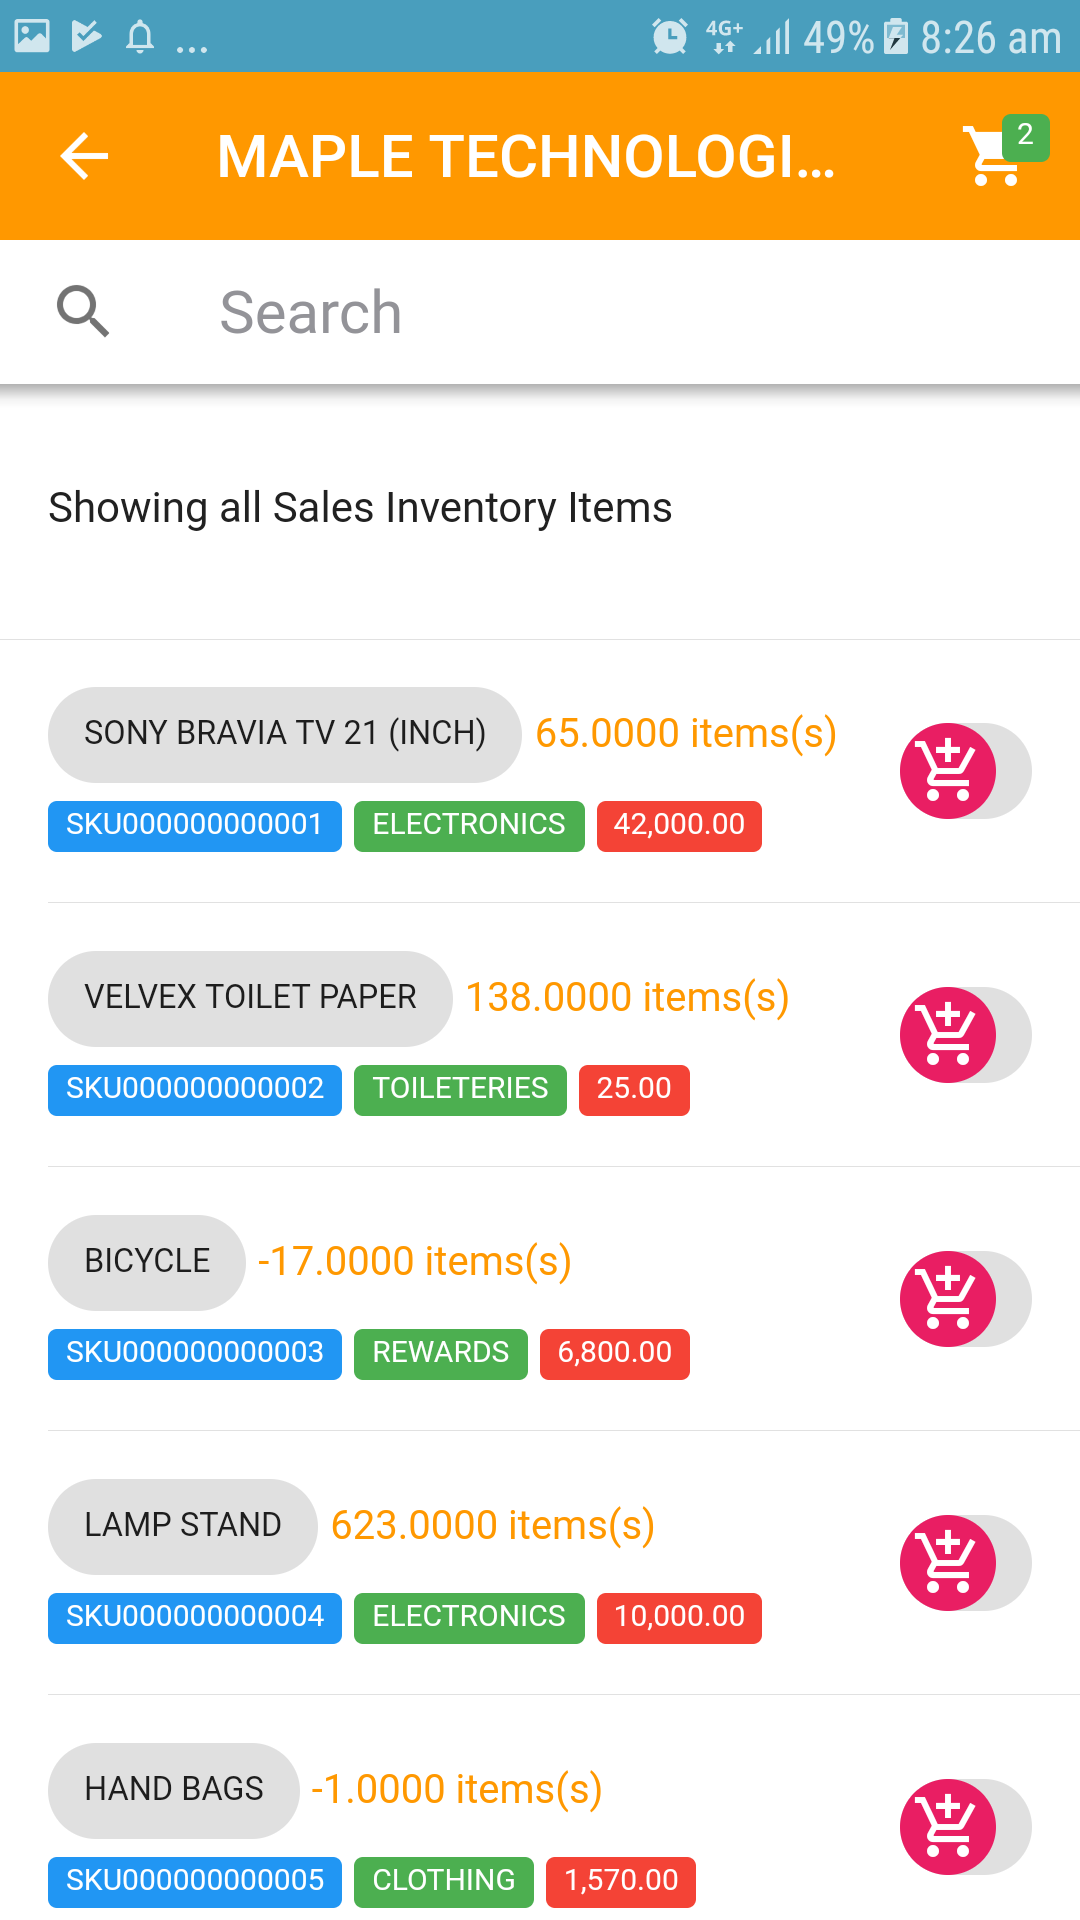 ... 4G+ 49% 8:26 am
MAPLE TECHNOLOGI... 2
Search
Showing all Sales Inventory Items
SONY BRAVIA TV 21 (INCH) 65.0000 items(s)
SKU000000000001 ELECTRONICS 42,000.00
VELVEX TOILET PAPER 138.0000 items(s)
SKU000000000002 TOILETERIES 25.00
BICYCLE -17.0000 items(s)
SKU000000000003 REWARDS 6,800.00
LAMP STAND 623.0000 items(s)
SKU000000000004 ELECTRONICS 10,000.00
HAND BAGS -1.0000 items(s)
SKU000000000005 CLOTHING 1,570.00